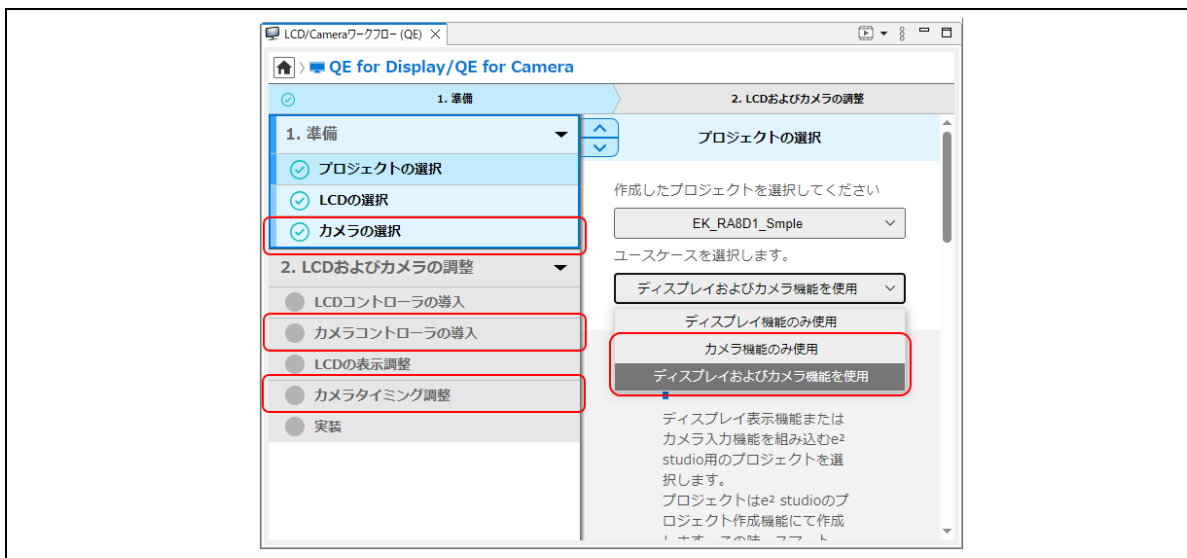 LCD/Cameraワークフロー (QE)
QE for Display/QE for Camera
1. 準備
2. LCDおよびカメラの調整
1. 準備
プロジェクトの選択
LCDの選択
カメラの選択
2. LCDおよびカメラの調整
LCDコントローラの導入
カメラコントローラの導入
LCDの表示調整
カメラタイミング調整
実装
プロジェクトの選択
作成したプロジェクトを選択してください
EK_RA8D1_Smple
ユースケースを選択します。
ディスプレイおよびカメラ機能を使用
ディスプレイ機能のみ使用
カメラ機能のみ使用
ディスプレイおよびカメラ機能を使用
ディスプレイ表示機能または
カメラ入力機能を組み込むe²
studio用のプロジェクトを選
択します。
プロジェクトはe² studioのプ
ロジェクト作成機能にて作成